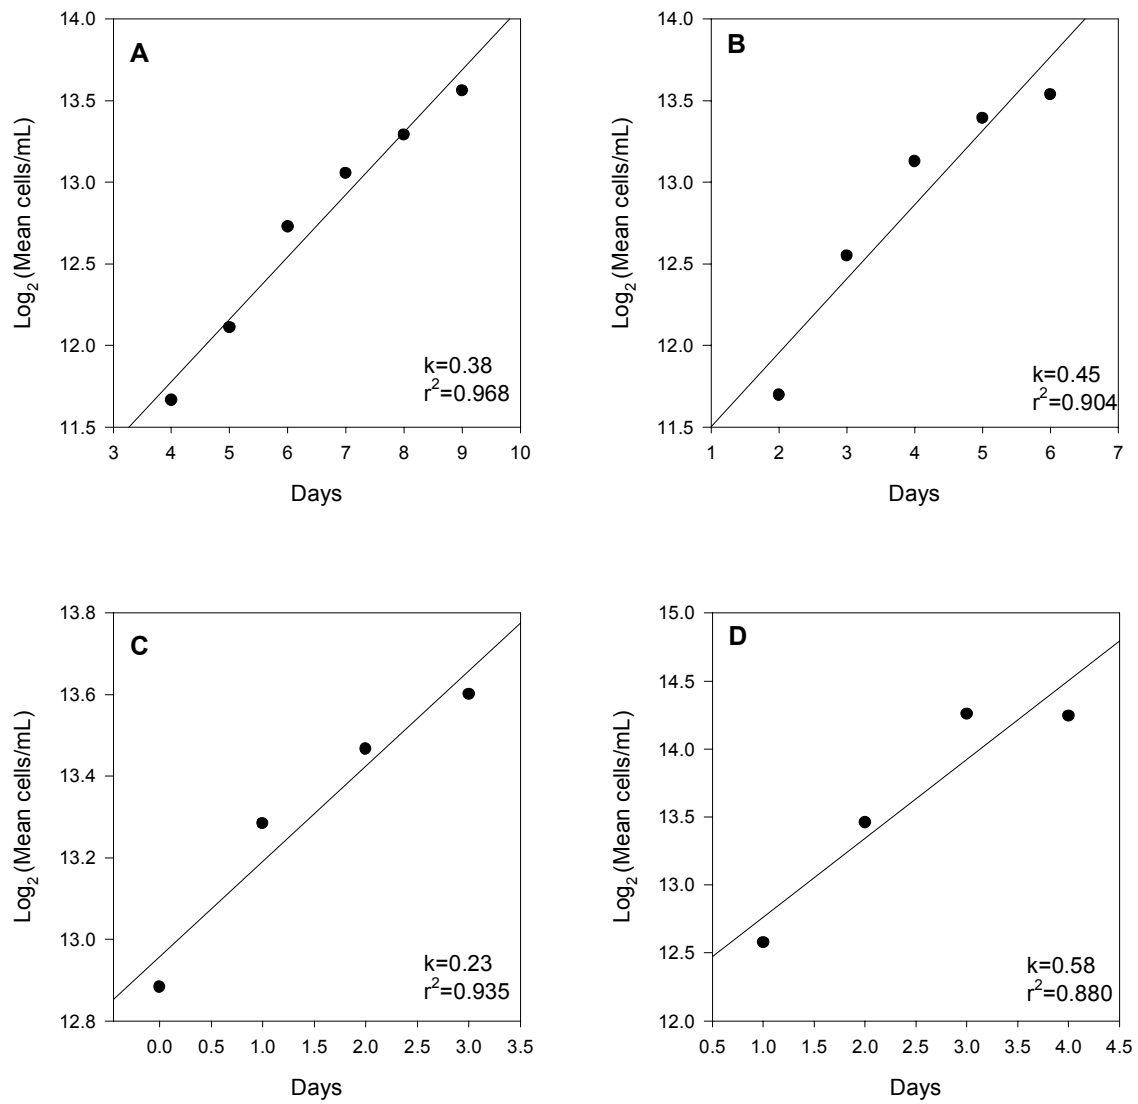 A
14.0
13.5
13.0
12.5
12.0
11.5
Log2 (Mean cells/mL)
k=0.38
r2=0.968
3 4 5 6 7 8 9 10
Days
B
14.0
13.5
13.0
12.5
12.0
11.5
Log2 (Mean cells/mL)
k=0.45
r2=0.904
1 2 3 4 5 6 7
Days
C
13.8
13.6
13.4
13.2
13.0
12.8
Log2 (Mean cells/mL)
k=0.23
r2=0.935
0.0 0.5 1.0 1.5 2.0 2.5 3.0 3.5
Days
D
15.0
14.5
14.0
13.5
13.0
12.5
12.0
Log2 (Mean cells/mL)
k=0.58
r2=0.880
0.5 1.0 1.5 2.0 2.5 3.0 3.5 4.0 4.5
Days